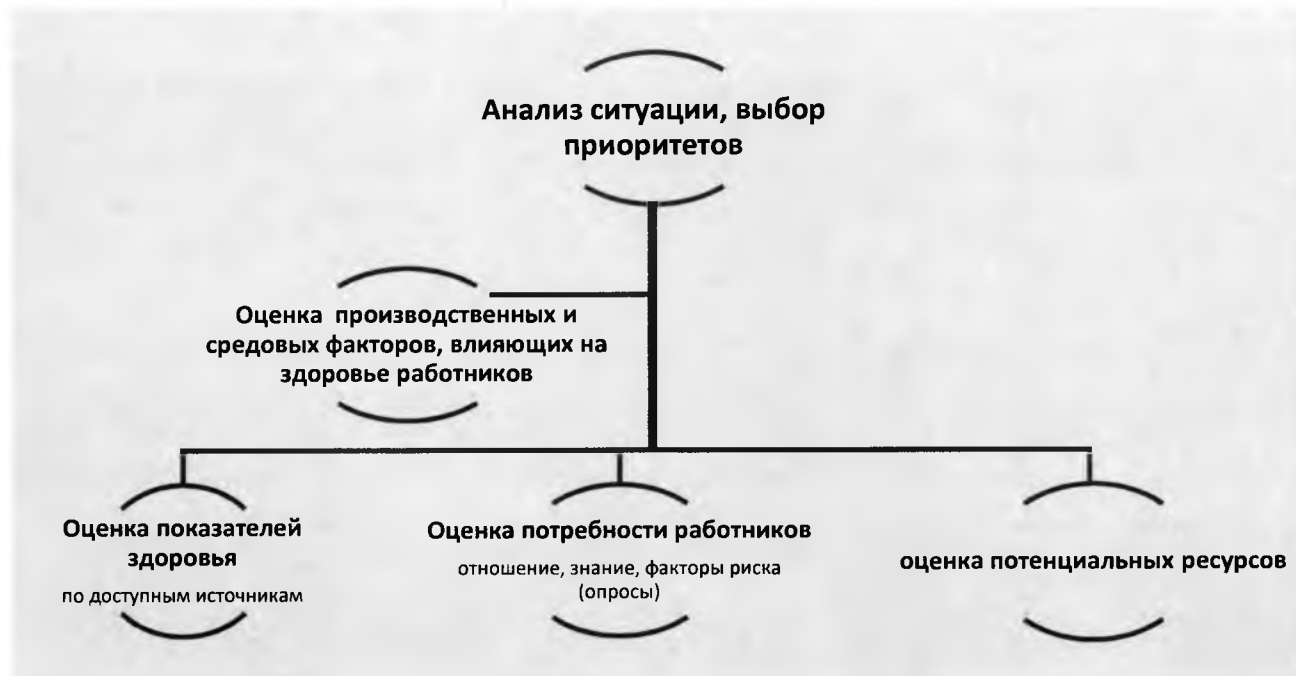 Анализ ситуации, выбор
приоритетов
Оценка производственных и
средовых факторов, влияющих на
здоровье работников
Оценка показателей
здоровья
по доступным источникам
Оценка потребности работников
отношение, знание, факторы риска
(опросы)
оценка потенциальных ресурсов